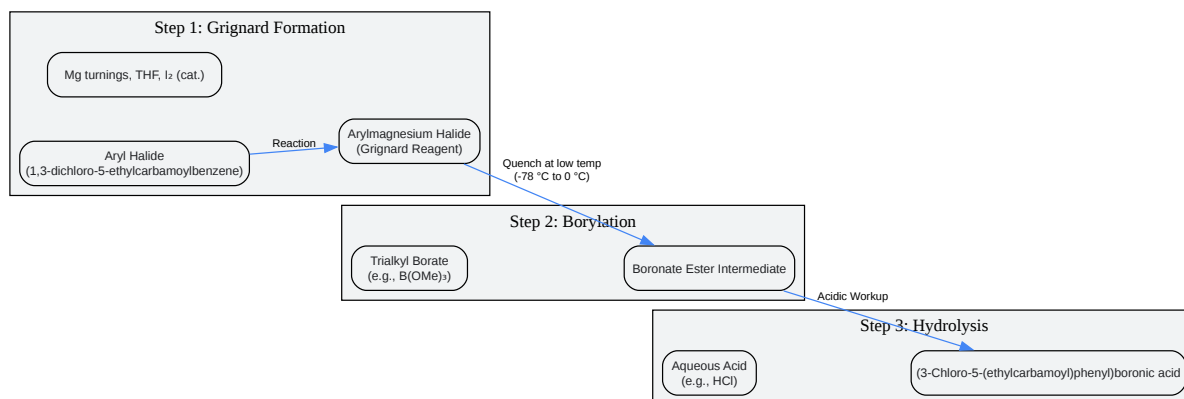 Step 1: Grignard Formation
Mg turnings, THF, I₂ (cat.)
Aryl Halide
(1,3-dichloro-5-ethylcarbamoylbenzene)
Reaction
Arylmagnesium Halide
(Grignard Reagent)
Quench at low temp
(-78 °C to 0 °C)
Step 2: Borylation
Trialkyl Borate
(e.g., B(OMe)₃)
Boronate Ester Intermediate
Acidic Workup
Step 3: Hydrolysis
Aqueous Acid
(e.g., HCl)
(3-Chloro-5-(ethylcarbamoyl)phenyl)boronic acid